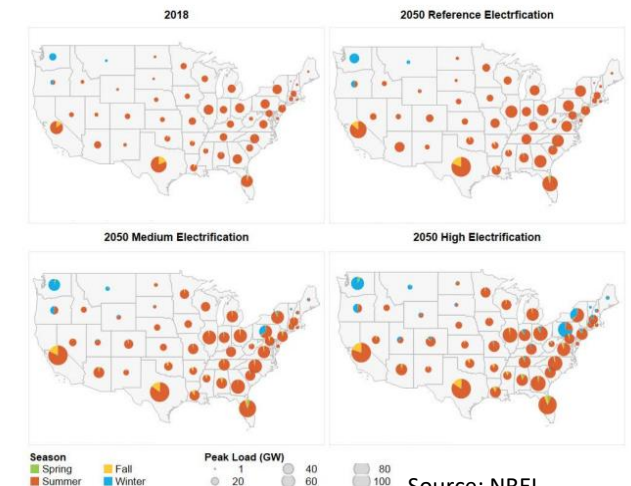 2018
2050 Reference Electrfication
2050 Medium Electrification
2050 High Electrification
Season
Spring
Fall
Summer
Winter
Peak Load (GW)
1
40
80
20
60
100
Source: NREL